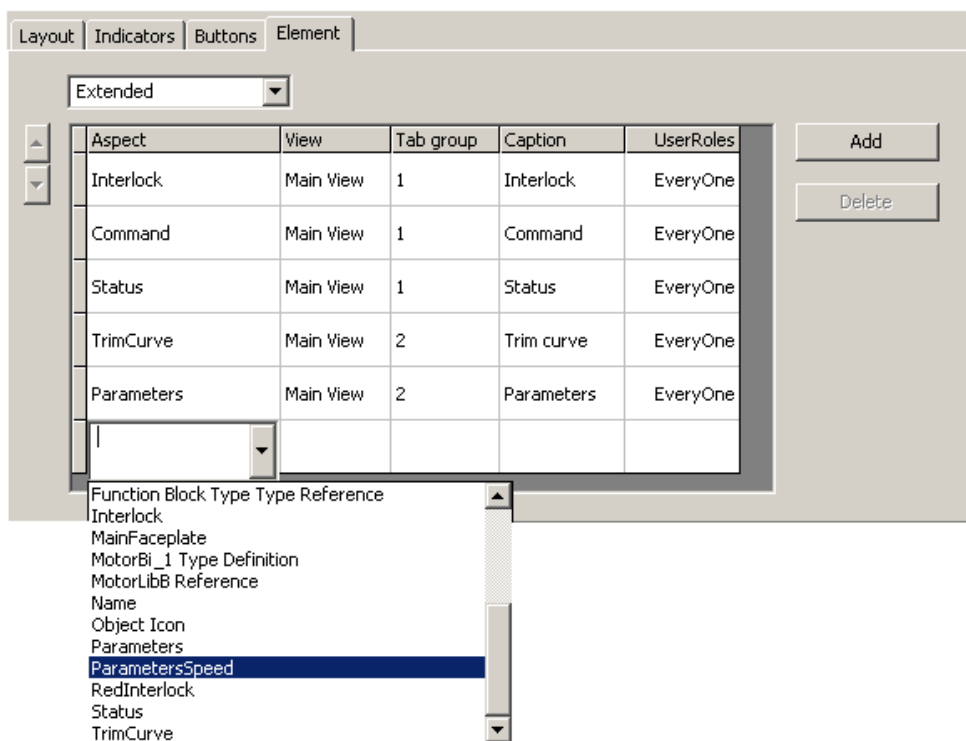 Layout Indicators Buttons Element
Extended
Aspect View Tab group Caption UserRoles
Add
Interlock Main View 1 Interlock EveryOne
Delete
Command Main View 1 Command EveryOne
Status Main View 1 Status EveryOne
TrimCurve Main View 2 Trim curve EveryOne
Parameters Main View 2 Parameters EveryOne
Function Block Type Type Reference
Interlock
MainFaceplate
MotorBi_1 Type Definition
MotorLibB Reference
Name
Object Icon
Parameters
ParametersSpeed
RedInterlock
Status
TrimCurve